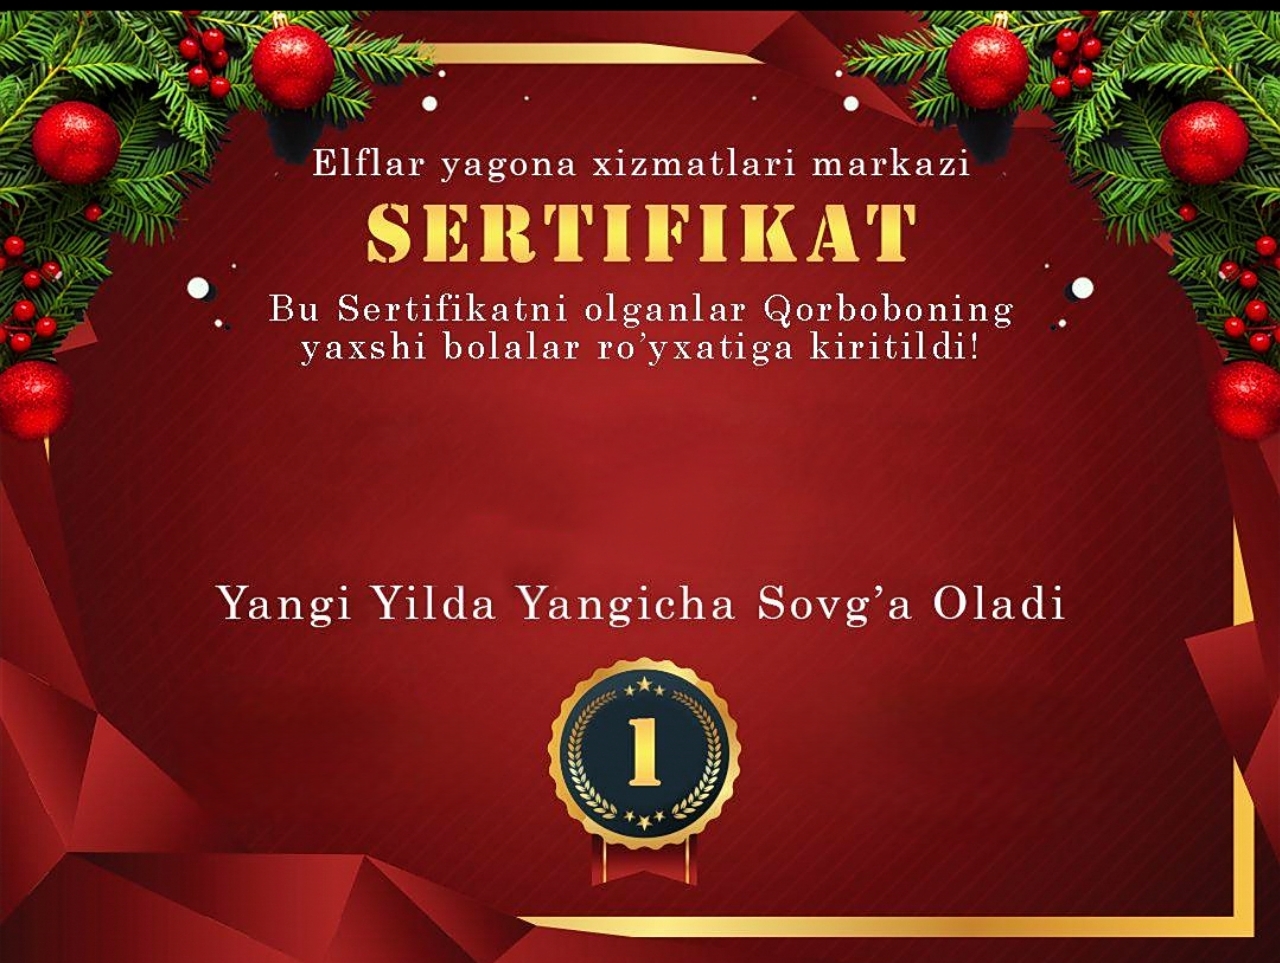 Elflar yagona xizmatlari markazi
SERTIFIKAT
Bu Sertifikatni olganlar Qorboboning
yaxshi bolalar ro’yxatiga kiritildi!
Yangi Yilda Yangicha Sovg’a Oladi
1